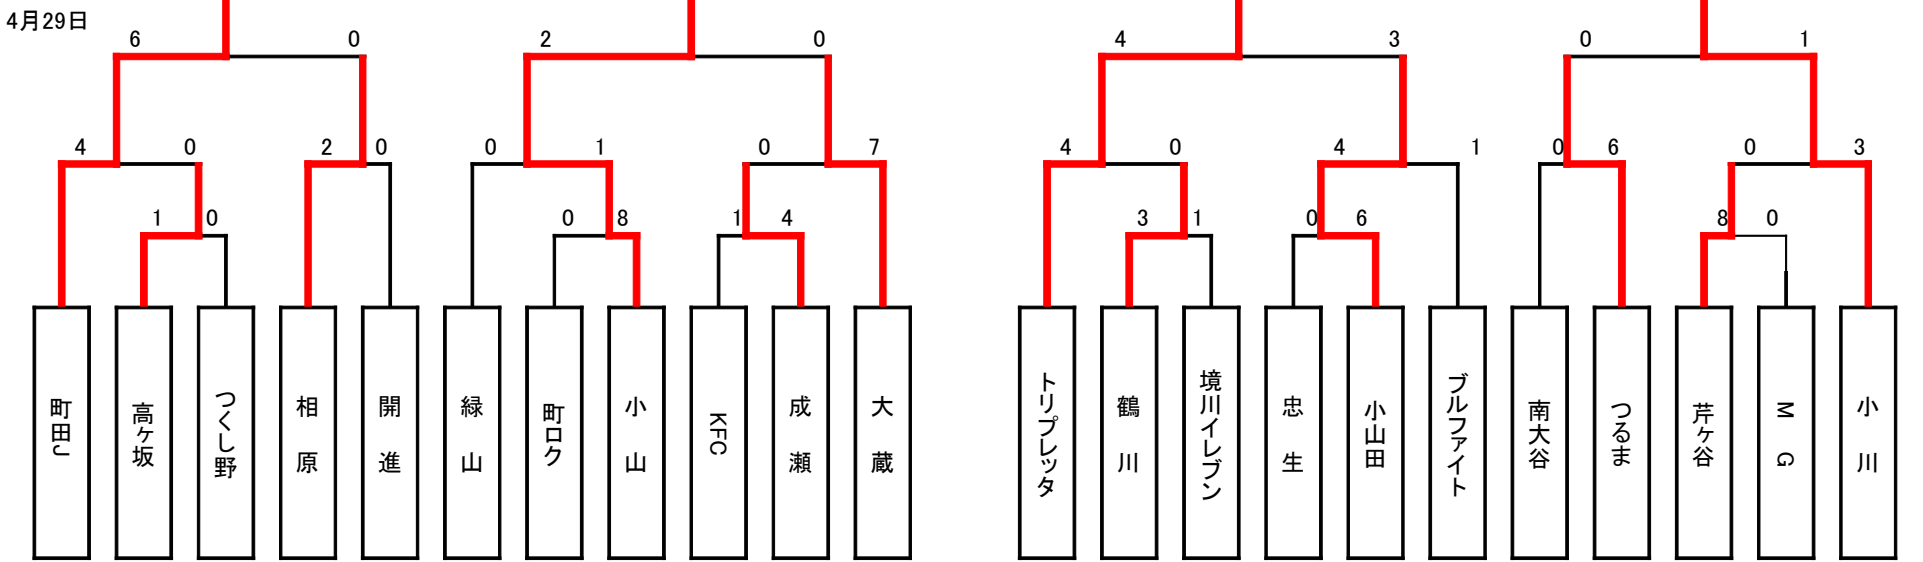 4月29日
6 0 2 0 4 3 0 1
4 0 2 0 0 1 0 7 4 0 4 1 0 6 0 3
1 0 0 8 1 4 3 1 0 6 8 0
町田J
高ヶ坂
つくし野
相原
開進
緑山
町ロク
小山
KFC
成瀬
大蔵
トリプレッタ
鶴川
境川イレブン
忠生
小山田
ブルファイト
南大谷
つるま
芹ヶ谷
MG
小川